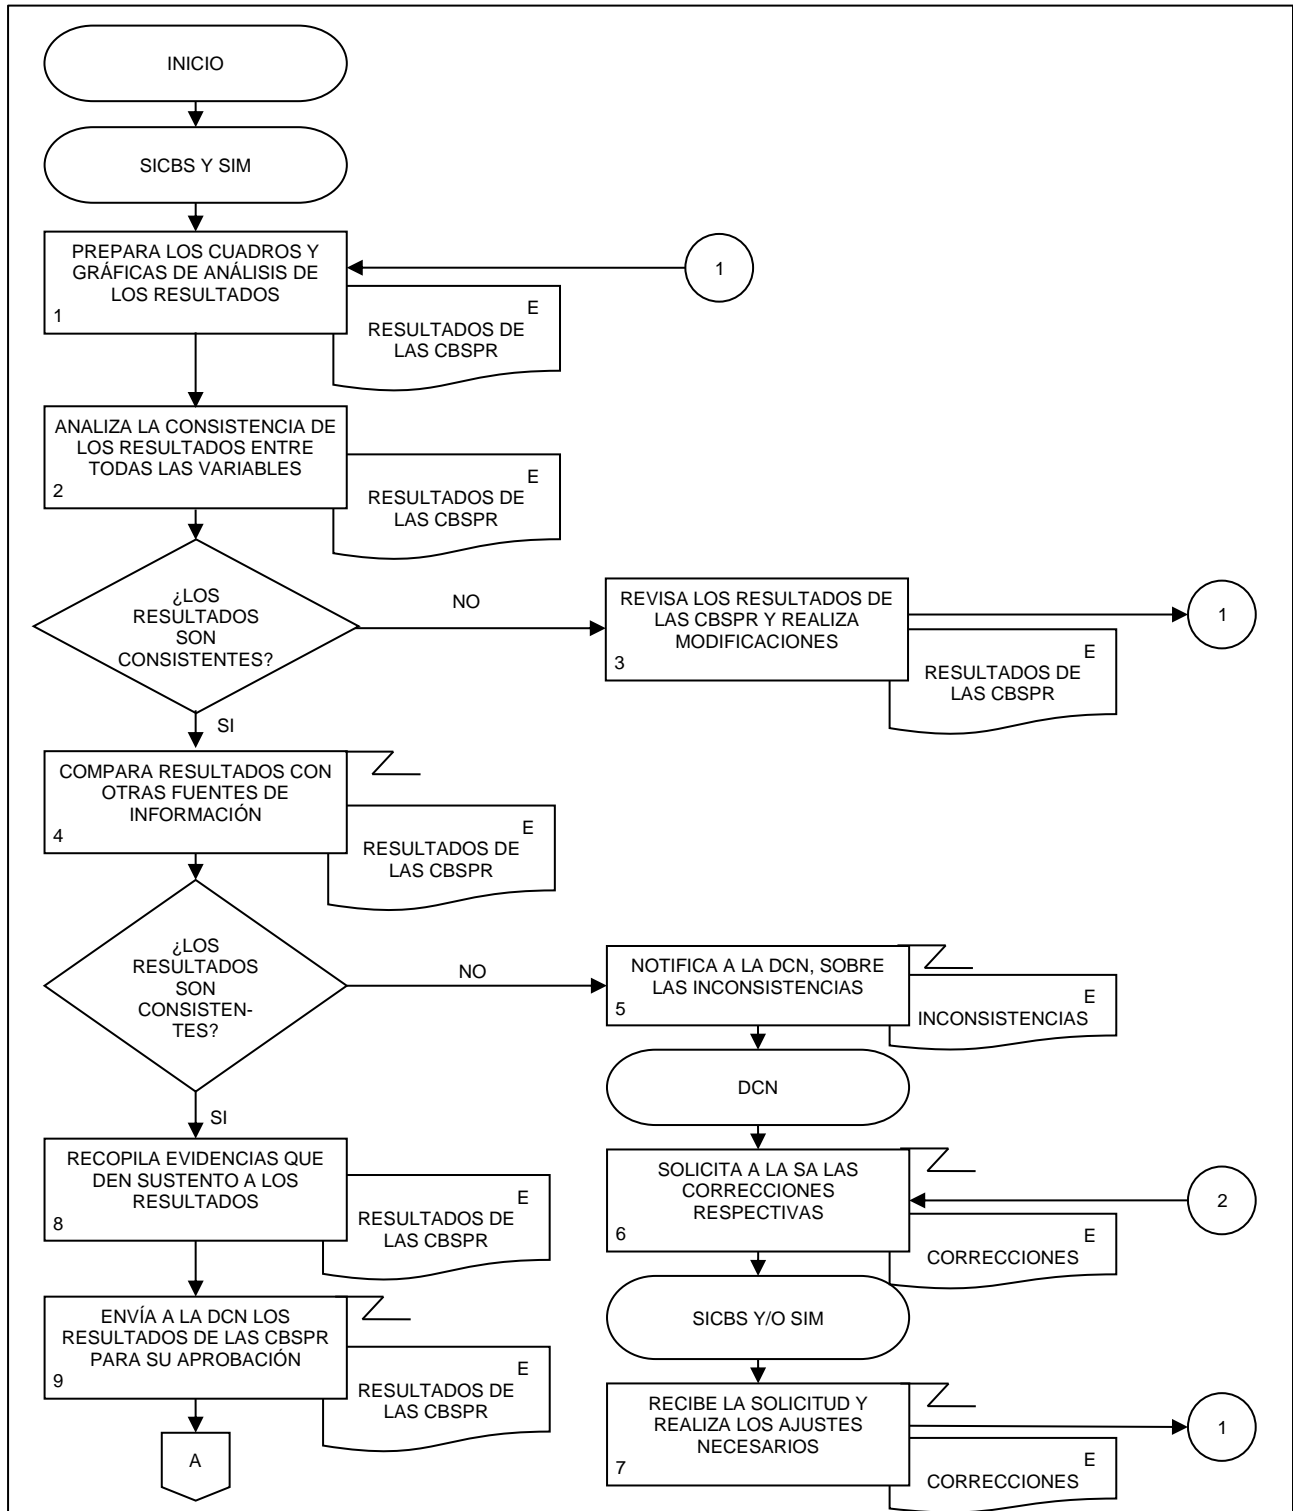 INICIO
SICBS Y SIM
PREPARA LOS CUADROS Y
GRÁFICAS DE ANÁLISIS DE
LOS RESULTADOS
1
E
RESULTADOS DE
LAS CBSPR
1
ANALIZA LA CONSISTENCIA DE
LOS RESULTADOS ENTRE
TODAS LAS VARIABLES
2
E
RESULTADOS DE
LAS CBSPR
¿LOS
RESULTADOS
SON
CONSISTENTES?
NO
REVISA LOS RESULTADOS DE
LAS CBSPR Y REALIZA
MODIFICACIONES
3
E
RESULTADOS DE
LAS CBSPR
1
SI
COMPARA RESULTADOS CON
OTRAS FUENTES DE
INFORMACIÓN
4
E
RESULTADOS DE
LAS CBSPR
¿LOS
RESULTADOS
SON
CONSISTEN-
TES?
NO
NOTIFICA A LA DCN, SOBRE
LAS INCONSISTENCIAS
5
E
INCONSISTENCIAS
DCN
SOLICITA A LA SA LAS
CORRECCIONES
RESPECTIVAS
6
E
CORRECCIONES
2
SICBS Y/O SIM
RECIBE LA SOLICITUD Y
REALIZA LOS AJUSTES
NECESARIOS
7
E
CORRECCIONES
1
SI
RECOPILA EVIDENCIAS QUE
DEN SUSTENTO A LOS
RESULTADOS
8
E
RESULTADOS DE
LAS CBSPR
ENVÍA A LA DCN LOS
RESULTADOS DE LAS CBSPR
PARA SU APROBACIÓN
9
E
RESULTADOS DE
LAS CBSPR
A